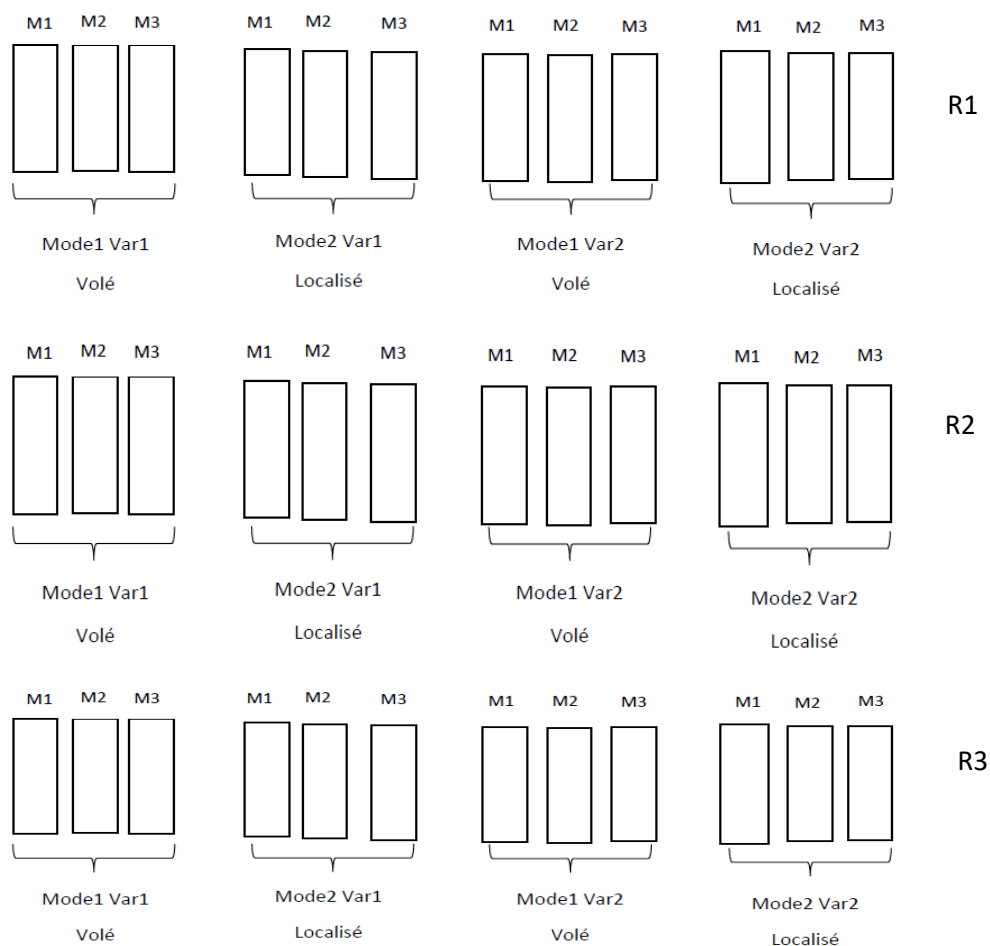 M1 M2 M3 M1 M2 M3 M1 M2 M3 M1 M2 M3
R1
Mode1 Var1 Mode2 Var1 Mode1 Var2 Mode2 Var2
Volé Localisé Volé Localisé
M1 M2 M3 M1 M2 M3 M1 M2 M3 M1 M2 M3
R2
Mode1 Var1 Mode2 Var1 Mode1 Var2 Mode2 Var2
Volé Localisé Volé Localisé
M1 M2 M3 M1 M2 M3 M1 M2 M3 M1 M2 M3
R3
Mode1 Var1 Mode2 Var1 Mode1 Var2 Mode2 Var2
Volé Localisé Volé Localisé